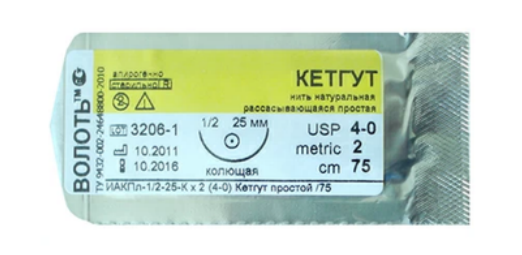 ВОЛОТЬ™
ТУ 9432-002-24648800-2010
апирогенно
стерильно R
КЕТГУТ
нить натуральная
рассасывающаяся простая
LOT 3206-1
10.2011
10.2016
1/2 25 мм
колющая
USP 4-0
metric 2
cm 75
ИАКПл-1/2-25-К х 2 (4-0) Кетгут простой /75